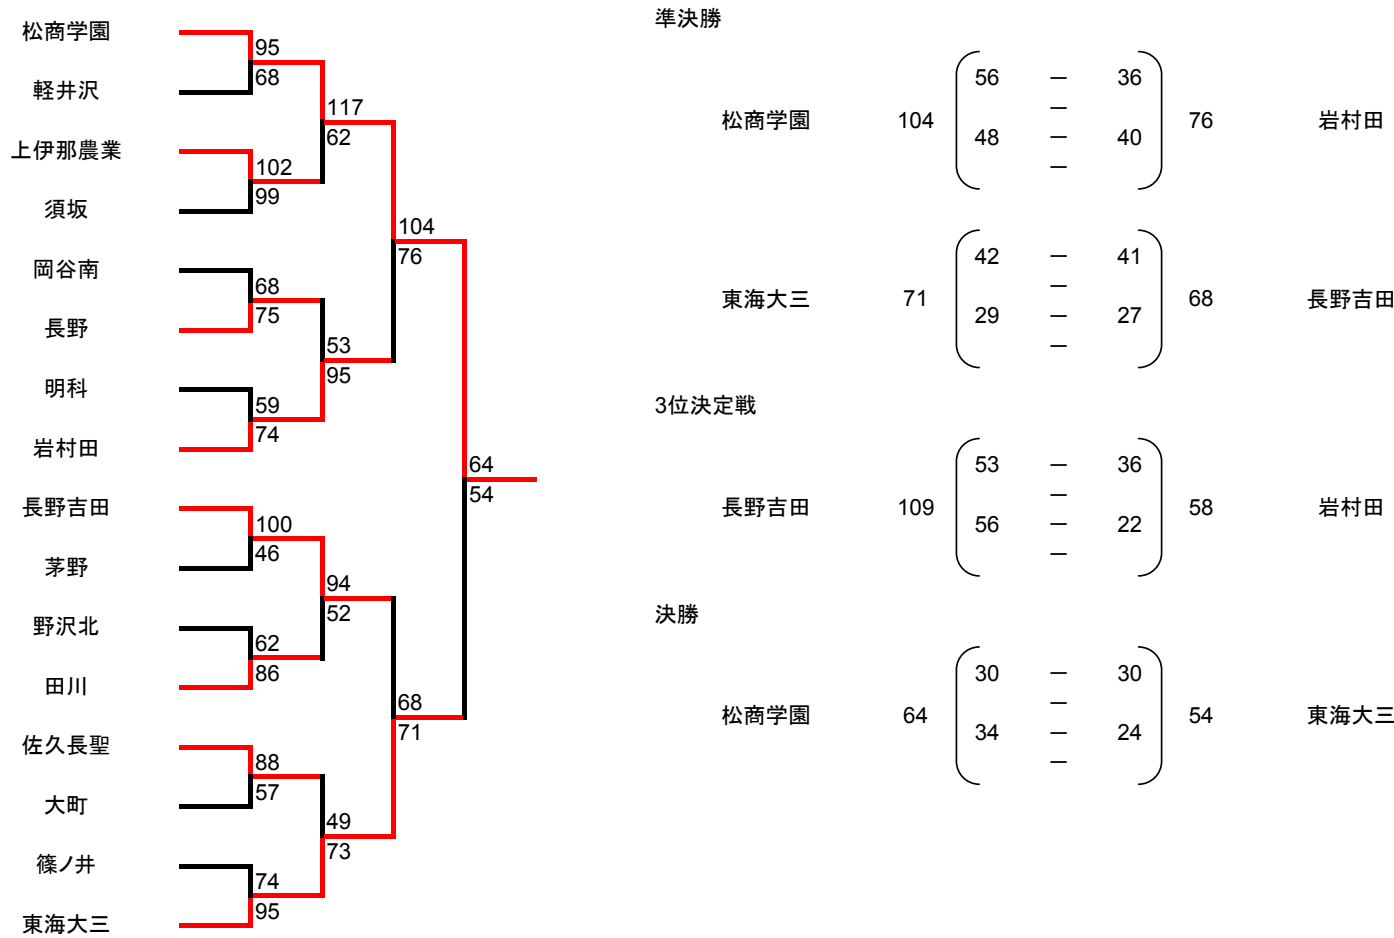 松商学園
95
68
軽井沢
117
62
上伊那農業
102
99
須坂
104
76
岡谷南
68
75
長野
53
95
明科
59
74
岩村田
64
54
長野吉田
100
46
茅野
94
52
野沢北
62
86
田川
68
71
佐久長聖
88
57
大町
49
73
篠ノ井
74
95
東海大三
準決勝
56 — 36
—
松商学園 104 76 岩村田
48 — 40
—
42 — 41
—
東海大三 71 68 長野吉田
29 — 27
—
3位決定戦
53 — 36
—
長野吉田 109 58 岩村田
56 — 22
—
決勝
30 — 30
—
松商学園 64 54 東海大三
34 — 24
—